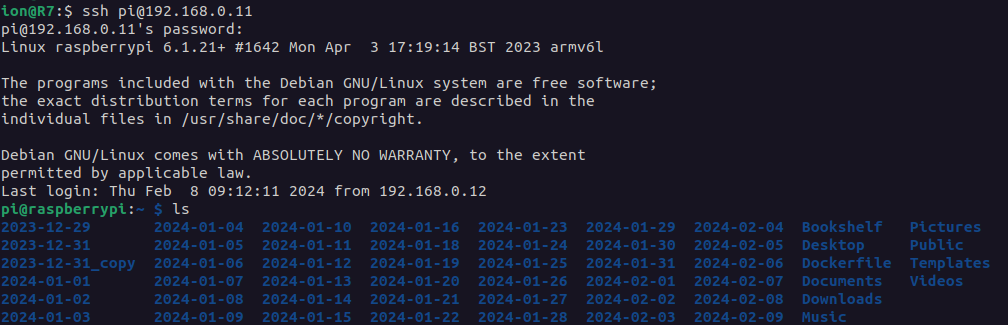 ion@R7:$ ssh pi@192.168.0.11
pi@192.168.0.11's password:
Linux raspberrypi 6.1.21+ #1642 Mon Apr  3 17:19:14 BST 2023 armv6l

The programs included with the Debian GNU/Linux system are free software;
the exact distribution terms for each program are described in the
individual files in /usr/share/doc/*/copyright.

Debian GNU/Linux comes with ABSOLUTELY NO WARRANTY, to the extent
permitted by applicable law.
Last login: Thu Feb  8 09:12:11 2024 from 192.168.0.12
pi@raspberrypi:~ $ ls
2023-12-29       2024-01-04  2024-01-10  2024-01-16  2024-01-23  2024-01-29  2024-02-04  Bookshelf   Pictures
2023-12-31       2024-01-05  2024-01-11  2024-01-18  2024-01-24  2024-01-30  2024-02-05  Desktop     Public
2023-12-31_copy  2024-01-06  2024-01-12  2024-01-19  2024-01-25  2024-01-31  2024-02-06  Dockerfile  Templates
2024-01-01       2024-01-07  2024-01-13  2024-01-20  2024-01-26  2024-02-01  2024-02-07  Documents   Videos
2024-01-02       2024-01-08  2024-01-14  2024-01-21  2024-01-27  2024-02-02  2024-02-08  Downloads
2024-01-03       2024-01-09  2024-01-15  2024-01-22  2024-01-28  2024-02-03  2024-02-09  Music